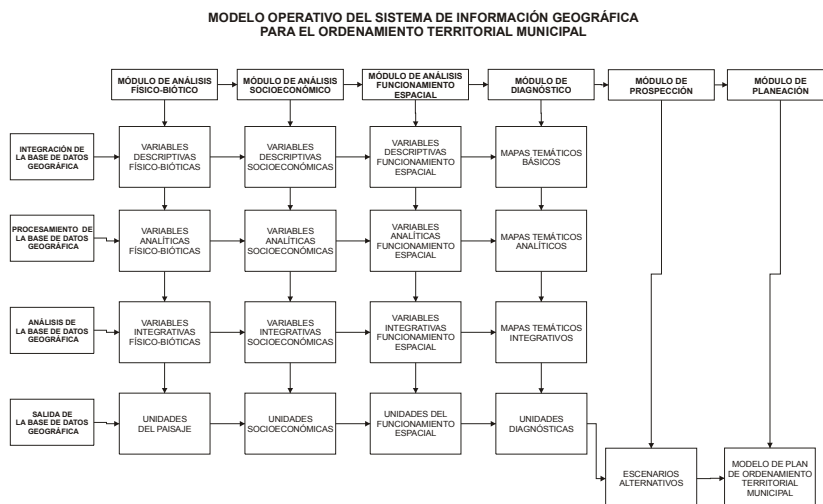 MODELO OPERATIVO DEL SISTEMA DE INFORMACIÓN GEOGRÁFICA
PARA EL ORDENAMIENTO TERRITORIAL MUNICIPAL
MÓDULO DE ANÁLISIS
FÍSICO-BIÓTICO
MÓDULO DE ANÁLISIS
SOCIOECONÓMICO
MÓDULO DE ANÁLISIS
FUNCIONAMIENTO
ESPACIAL
MÓDULO DE
DIAGNÓSTICO
MÓDULO DE
PROSPECCIÓN
MÓDULO DE
PLANEACIÓN
INTEGRACIÓN DE
LA BASE DE DATOS
GEOGRÁFICA
VARIABLES
DESCRIPTIVAS
FÍSICO-BIÓTICAS
VARIABLES
DESCRIPTIVAS
SOCIOECONÓMICAS
VARIABLES
DESCRIPTIVAS
FUNCIONAMIENTO
ESPACIAL
MAPAS TEMÁTICOS
BÁSICOS
PROCESAMIENTO DE
LA BASE DE DATOS
GEOGRÁFICA
VARIABLES
ANALÍTICAS
FÍSICO-BIÓTICAS
VARIABLES
ANALÍTICAS
SOCIOECONÓMICAS
VARIABLES
ANALÍTICAS
FUNCIONAMIENTO
ESPACIAL
MAPAS TEMÁTICOS
ANALÍTICOS
ANÁLISIS DE
LA BASE DE DATOS
GEOGRÁFICA
VARIABLES
INTEGRATIVAS
FÍSICO-BIÓTICAS
VARIABLES
INTEGRATIVAS
SOCIOECONÓMICAS
VARIABLES
INTEGRATIVAS
FUNCIONAMIENTO
ESPACIAL
MAPAS TEMÁTICOS
INTEGRATIVOS
SALIDA DE
LA BASE DE DATOS
GEOGRÁFICA
UNIDADES
DEL PAISAJE
UNIDADES
SOCIOECONÓMICAS
UNIDADES DEL
FUNCIONAMIENTO
ESPACIAL
UNIDADES
DIAGNÓSTICAS
ESCENARIOS
ALTERNATIVOS
MODELO DE PLAN
DE ORDENAMIENTO
TERRITORIAL
MUNICIPAL